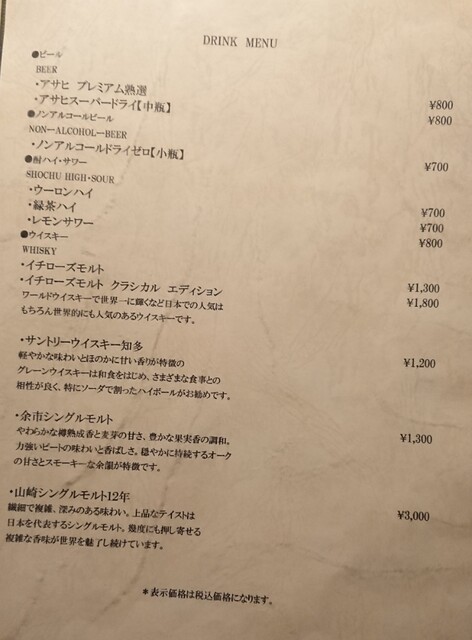 DRINK MENU
●ビール
BEER
・アサヒ プレミアム熟選 ¥800
・アサヒスーパードライ【中瓶】 ¥800
●ノンアルコールビール
NON-ALCOHOL-BEER
・ノンアルコールドライゼロ【小瓶】 ¥700
●酎ハイ・サワー
SHOCHU HIGH・SOUR
・ウーロンハイ ¥700
・緑茶ハイ ¥700
・レモンサワー ¥800
●ウイスキー
WHISKY
・イチローズモルト ¥1,300
・イチローズモルト クラシカル エディション ¥1,800
ワールドウイスキーで世界一に輝くなど日本での人気は
もちろん世界的にも人気のあるウイスキーです。
・サントリーウイスキー知多 ¥1,200
軽やかな味わいとほのかに甘い香りが特徴の
グレーンウイスキーは和食をはじめ、さまざまな食事との
相性が良く、特にソーダで割ったハイボールがお勧めです。
・余市シングルモルト ¥1,300
やわらかな樽熟成香と麦芽の甘さ、豊かな果実香の調和。
力強いピートの味わいと香ばしさ。穏やかに持続するオーク
の甘さとスモーキーな余韻が特徴です。
・山崎シングルモルト12年 ¥3,000
繊細で複雑、深みのある味わい。上品なテイストは
日本を代表するシングルモルト。幾度にも押し寄せる
複雑な香味が世界を魅了し続けています。
＊表示価格は税込価格になります。